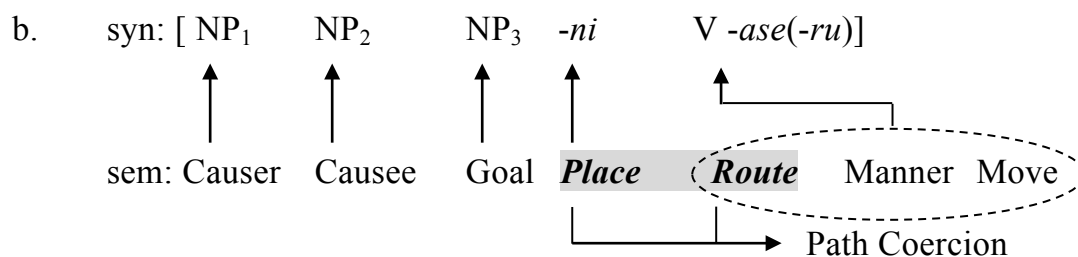 b. syn: [ NP₁ NP₂ NP₃ -ni V -ase(-ru)]
sem: Causer Causee Goal Place Route Manner Move
Path Coercion